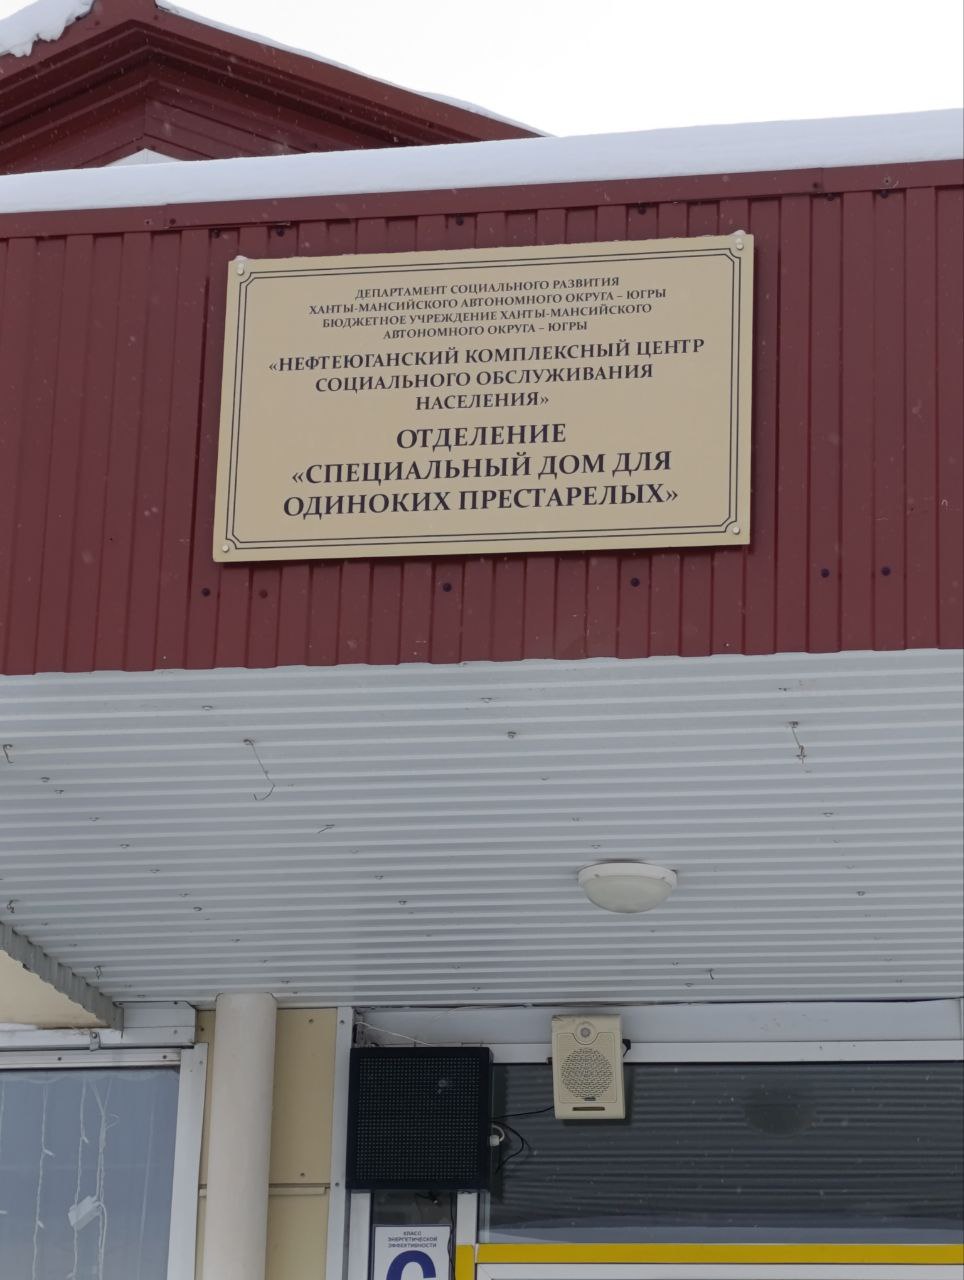 ДЕПАРТАМЕНТ СОЦИАЛЬНОГО РАЗВИТИЯ
ХАНТЫ-МАНСИЙСКОГО АВТОНОМНОГО ОКРУГА – ЮГРЫ
БЮДЖЕТНОЕ УЧРЕЖДЕНИЕ ХАНТЫ-МАНСИЙСКОГО
АВТОНОМНОГО ОКРУГА – ЮГРЫ
«НЕФТЕЮГАНСКИЙ КОМПЛЕКСНЫЙ ЦЕНТР
СОЦИАЛЬНОГО ОБСЛУЖИВАНИЯ
НАСЕЛЕНИЯ»
ОТДЕЛЕНИЕ
«СПЕЦИАЛЬНЫЙ ДОМ ДЛЯ
ОДИНОКИХ ПРЕСТАРЕЛЫХ»
КЛАСС
ЭНЕРГЕТИЧЕСКОЙ
ЭФФЕКТИВНОСТИ
C